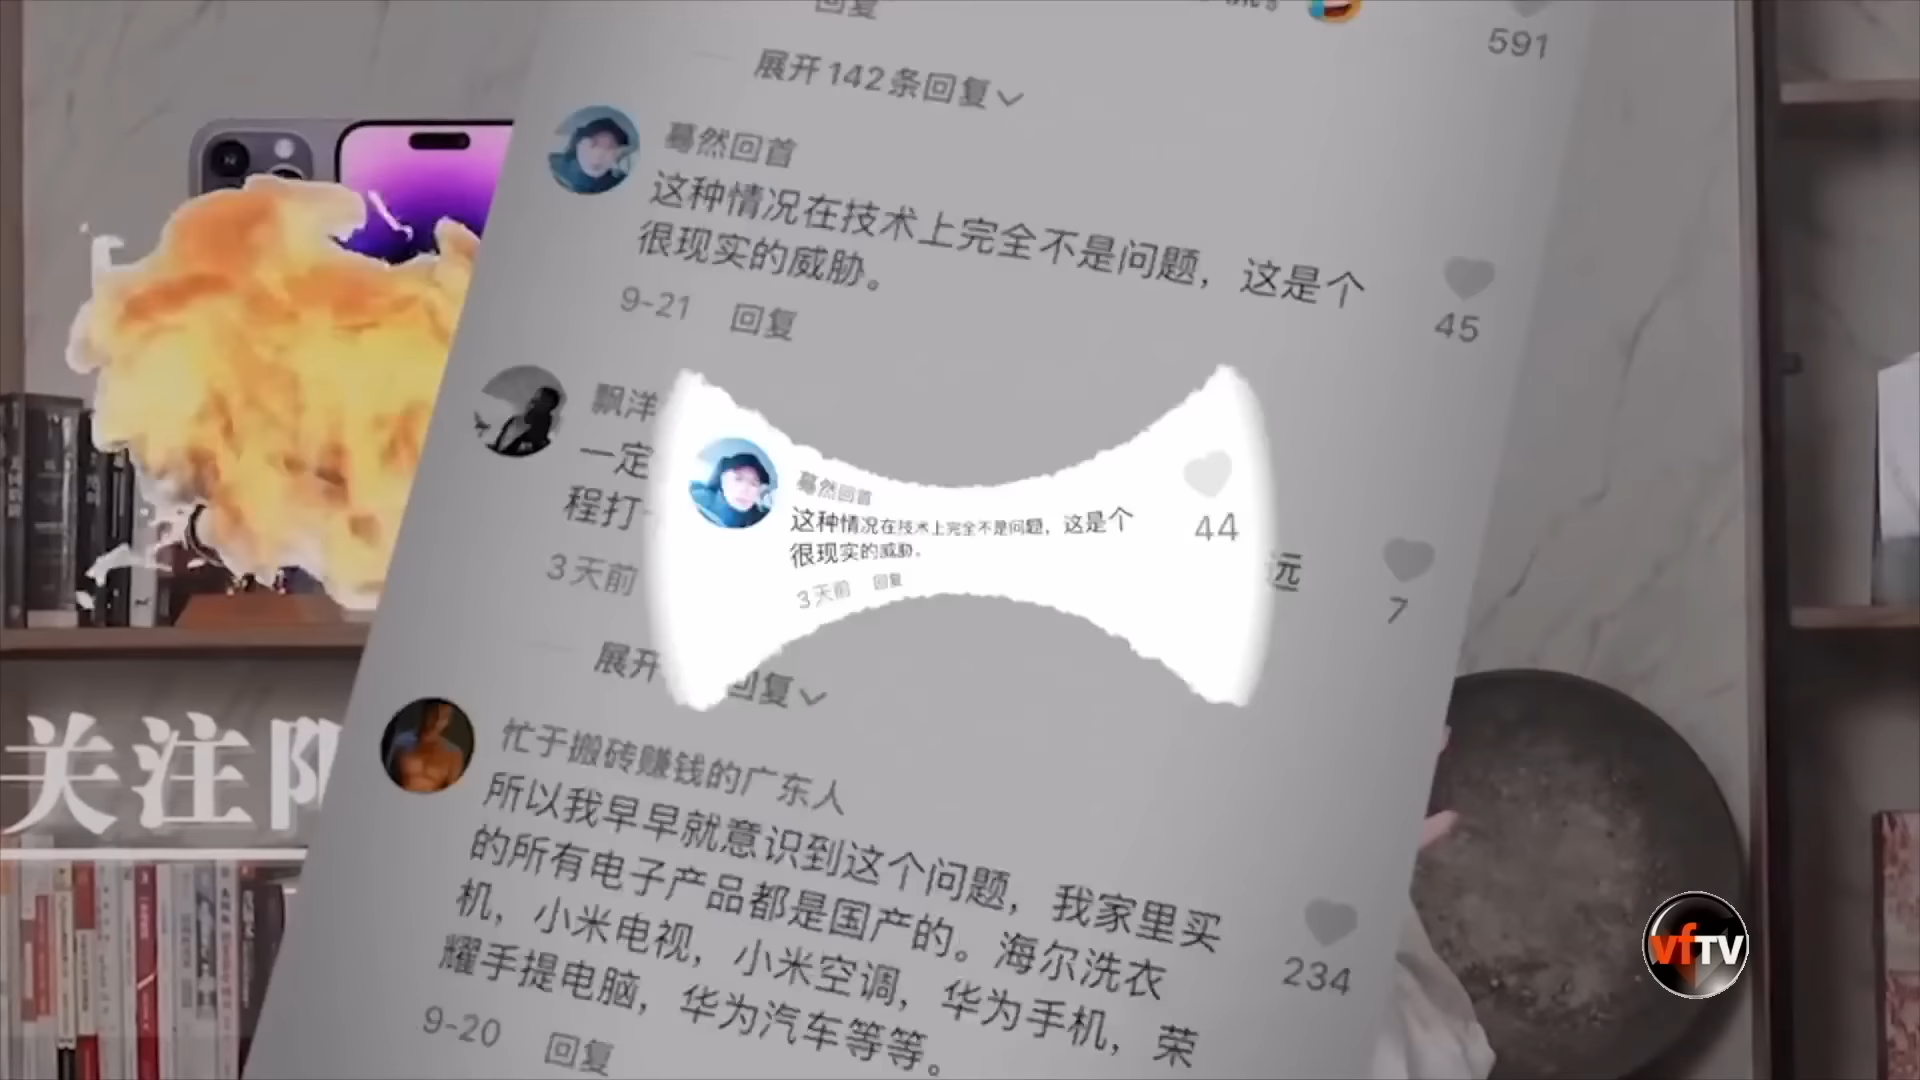 回复
591
展开142条回复
蓦然回首
这种情况在技术上完全不是问题，这是个
很现实的威胁。
45
9-21 回复
飘洋
一定
程打
远
7
3天前
展开
回复
蓦然回首
这种情况在技术上完全不是问题，这是个
很现实的威胁。
44
3天前 回复
忙于搬砖赚钱的广东人
所以我早早就意识到这个问题，我家里买
的所有电子产品都是国产的。海尔洗衣
机，小米电视，小米空调，华为手机，荣
耀手提电脑，华为汽车等等。
234
9-20 回复
关注
vfTV